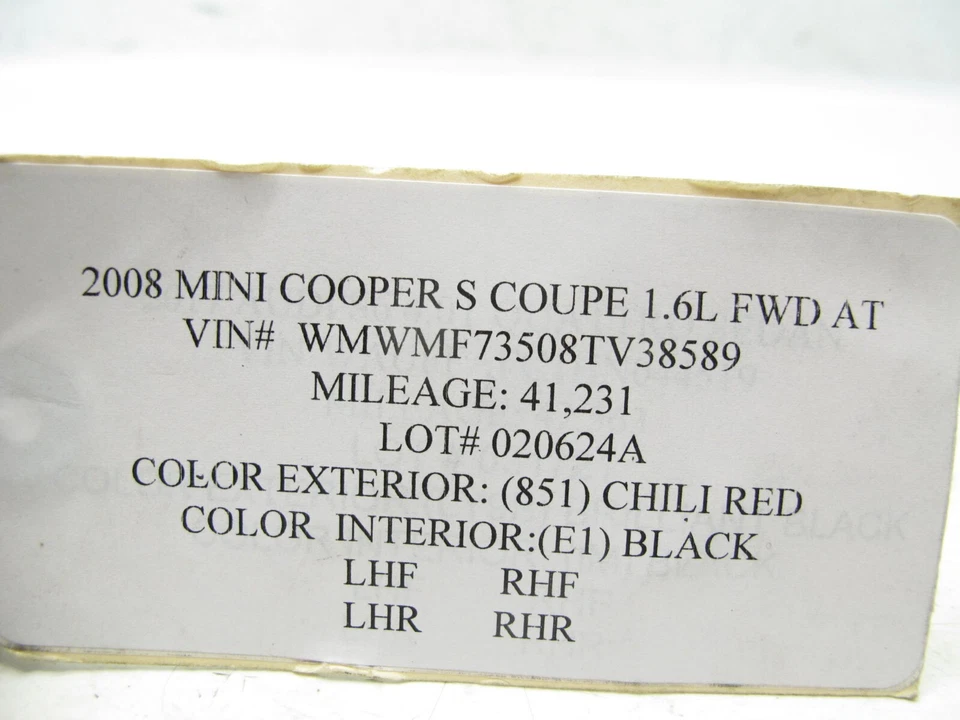 2008 MINI COOPER S COUPE 1.6L FWD AT
VIN# WMWMF73508TV38589
MILEAGE: 41,231
LOT# 020624A
COLOR EXTERIOR: (851) CHILI RED
COLOR INTERIOR:(E1) BLACK
LHF RHF
LHR RHR